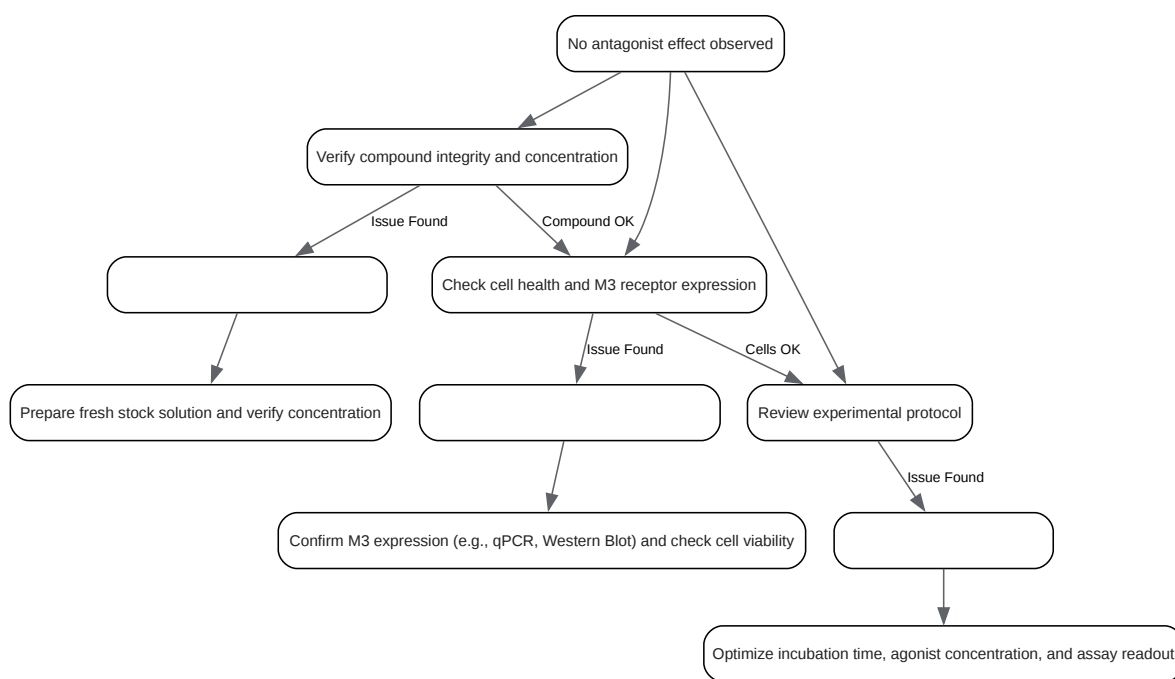 No antagonist effect observed
Verify compound integrity and concentration
Issue Found
Compound OK
Check cell health and M3 receptor expression
Issue Found
Cells OK
Prepare fresh stock solution and verify concentration
Review experimental protocol
Issue Found
Confirm M3 expression (e.g., qPCR, Western Blot) and check cell viability
Optimize incubation time, agonist concentration, and assay readout